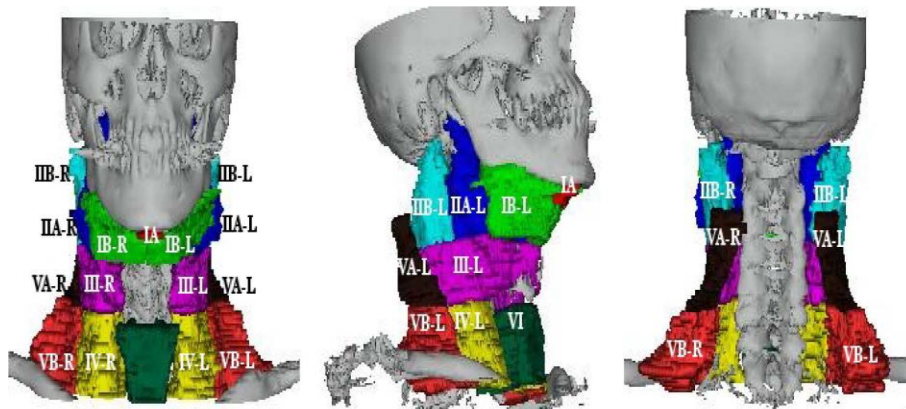 IIB-R
IIB-L
IIA-R
IA
IIA-L
IB-R
IB-L
VA-R
III-R
III-L
VA-L
VB-R
IV-R
IV-L
VB-L
IA
IIB-L
IIA-L
IB-L
VA-L
III-L
VB-L
IV-L
VI
IIB-R
IIB-L
VA-R
VA-L
VB-R
VB-L